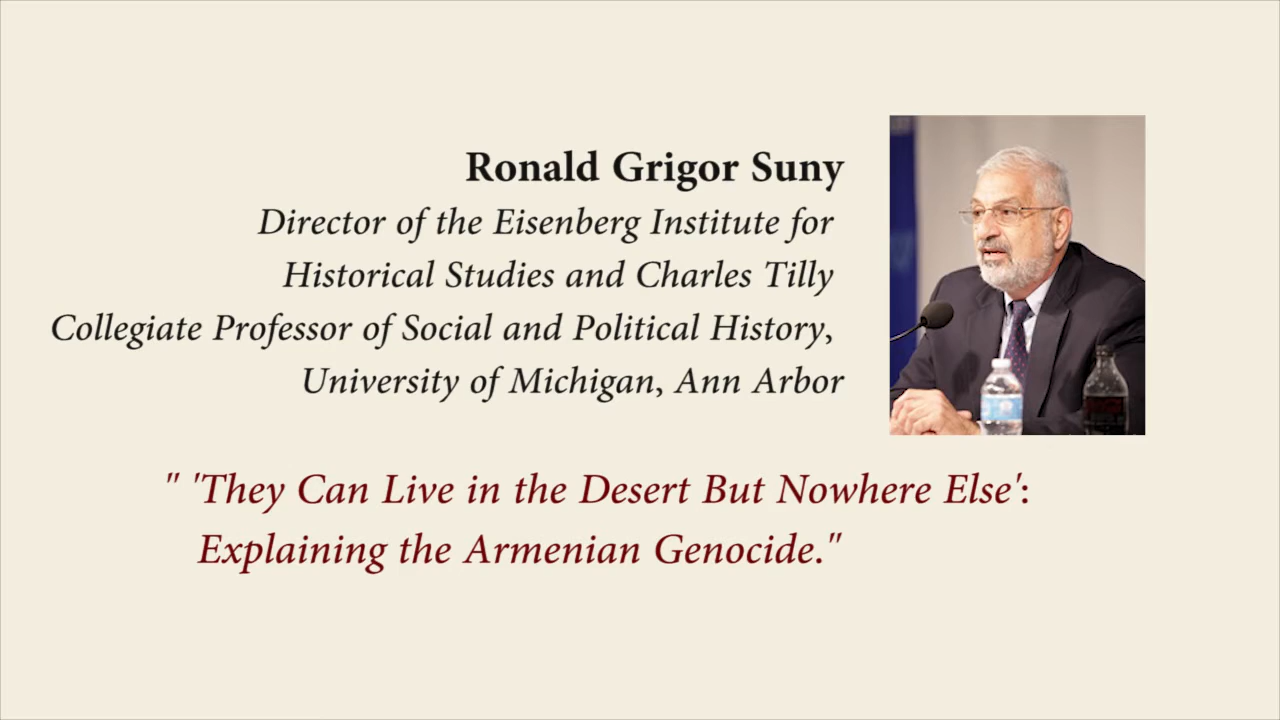 Ronald Grigor Suny
Director of the Eisenberg Institute for
Historical Studies and Charles Tilly
Collegiate Professor of Social and Political History,
University of Michigan, Ann Arbor
" 'They Can Live in the Desert But Nowhere Else':
Explaining the Armenian Genocide."